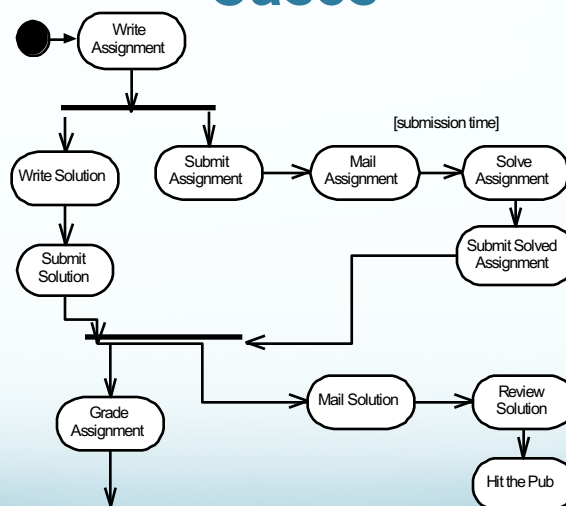 Write
Assignment
[submission time]
Write Solution
Submit
Assignment
Mail
Assignment
Solve
Assignment
Submit
Solution
Submit Solved
Assignment
Grade
Assignment
Mail Solution
Review
Solution
Hit the Pub